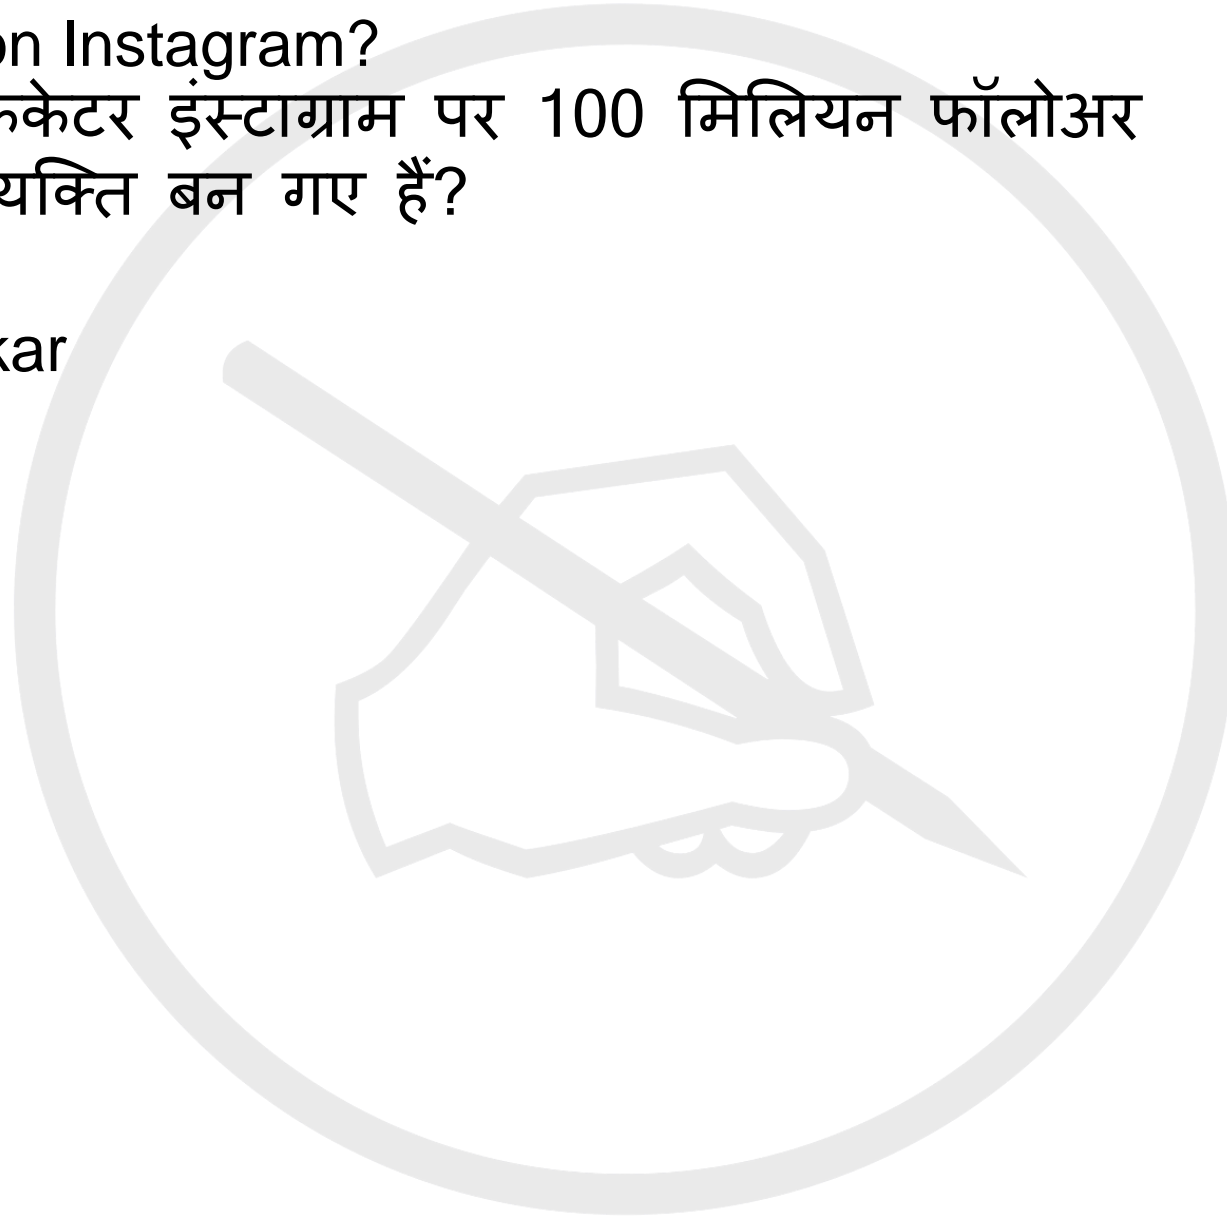 on Instagram?
केटर इंस्टाग्राम पर 100 मिलियन फॉलोअर
यक्ति बन गए हैं?
kar